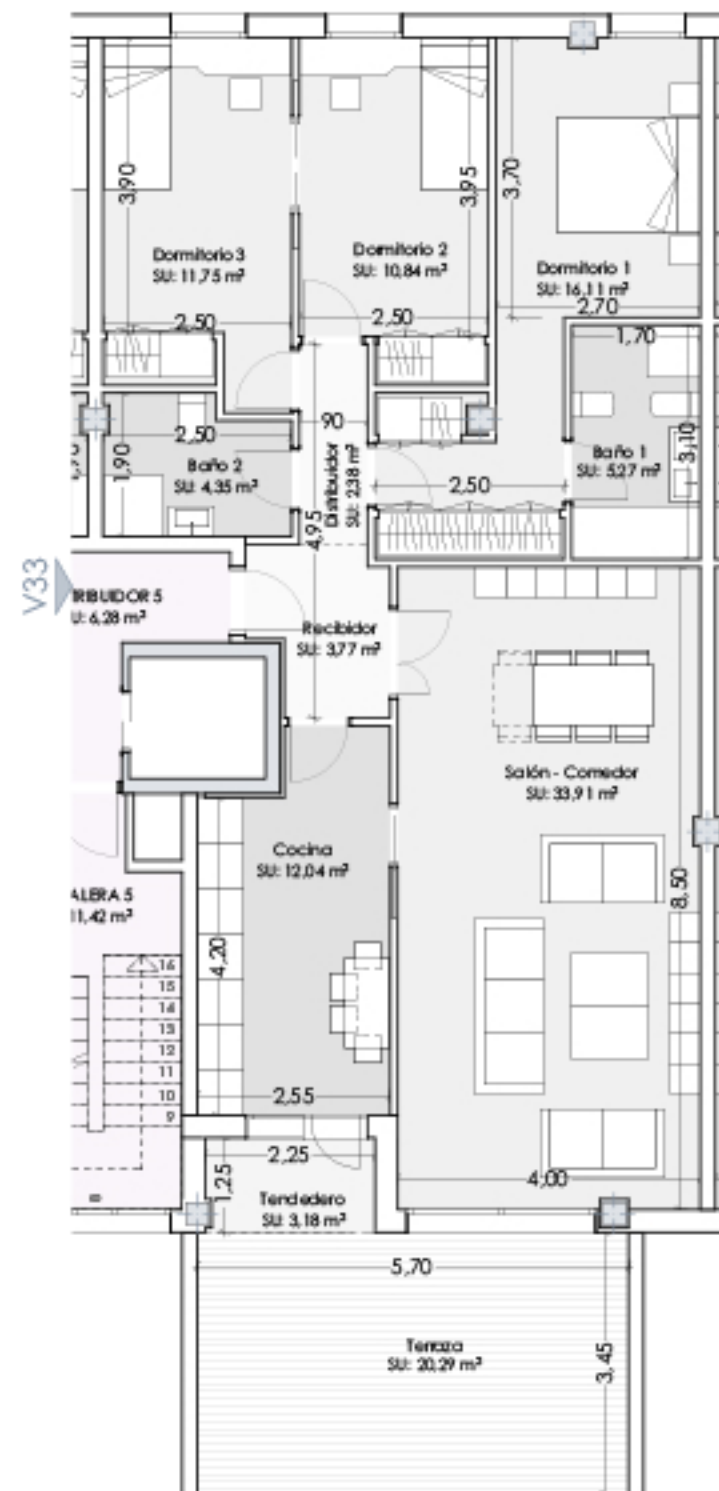 3,90
3,95
3,70
Dormitorio 3
SU: 11,75 m²
Dormitorio 2
SU: 10,84 m²
Dormitorio 1
SU: 16,11 m²
2,50
2,50
2,70
1,70
90
2,50
1,90
Baño 2
SU: 4,35 m²
Distribuidor
SU: 2,38 m²
4,95
2,50
Baño 1
SU: 5,27 m²
3,10
V33
RIBUIDOR 5
U: 6,28 m²
Recibidor
SU: 3,77 m²
Salón - Comedor
SU: 33,91 m²
Cocina
SU: 12,04 m²
8,50
ALERA 5
11,42 m²
4,20
16
15
14
13
12
11
10
9
2,55
2,25
1,25
Tendedero
SU: 3,18 m²
4,00
5,70
Terraza
SU: 20,29 m²
3,45